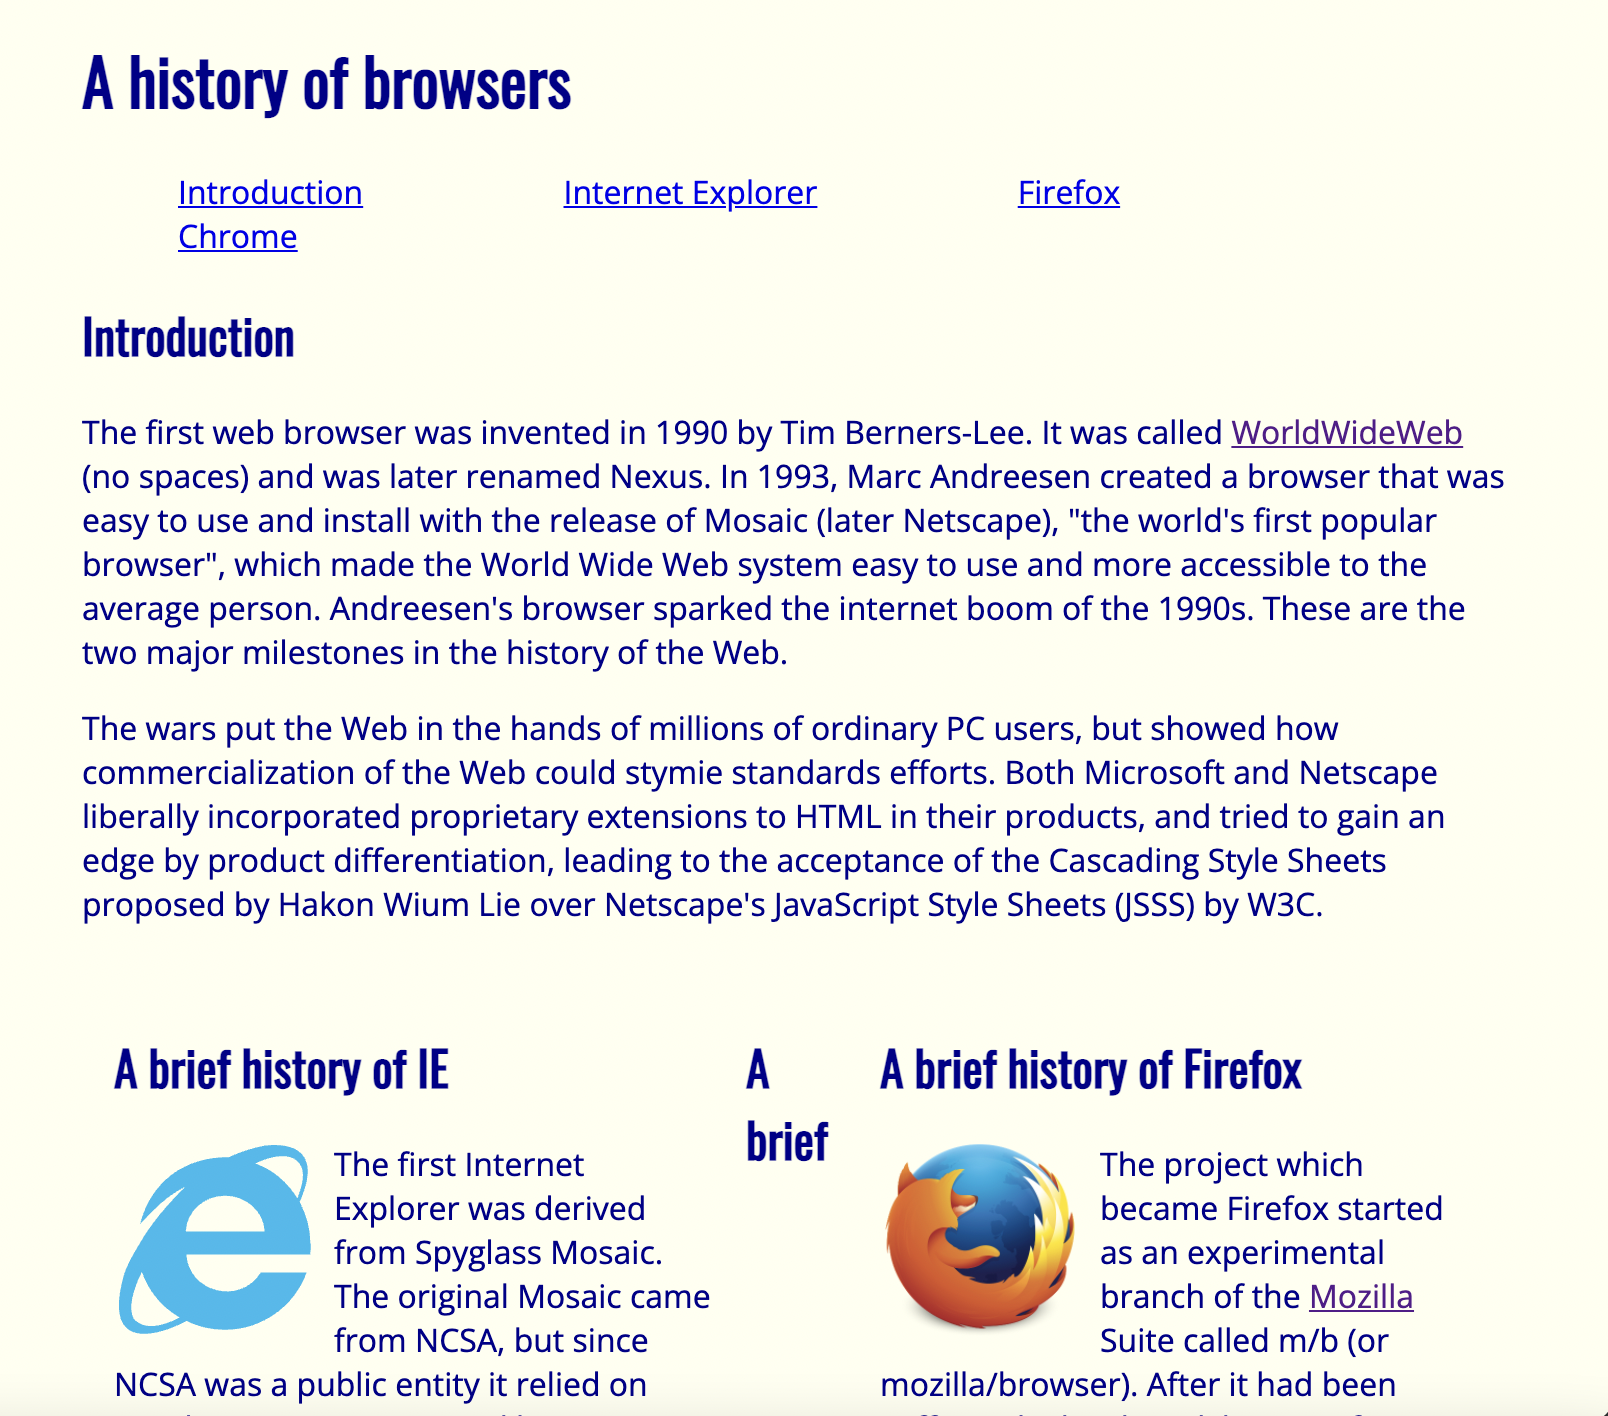 A history of browsers
Introduction
Internet Explorer
Firefox
Chrome
Introduction
The first web browser was invented in 1990 by Tim Berners-Lee. It was called WorldWideWeb
(no spaces) and was later renamed Nexus. In 1993, Marc Andreesen created a browser that was
easy to use and install with the release of Mosaic (later Netscape), "the world's first popular
browser", which made the World Wide Web system easy to use and more accessible to the
average person. Andreesen's browser sparked the internet boom of the 1990s. These are the
two major milestones in the history of the Web.
The wars put the Web in the hands of millions of ordinary PC users, but showed how
commercialization of the Web could stymie standards efforts. Both Microsoft and Netscape
liberally incorporated proprietary extensions to HTML in their products, and tried to gain an
edge by product differentiation, leading to the acceptance of the Cascading Style Sheets
proposed by Hakon Wium Lie over Netscape's JavaScript Style Sheets (JSSS) by W3C.
A brief history of IE
The first Internet
Explorer was derived
from Spyglass Mosaic.
The original Mosaic came
from NCSA, but since
NCSA was a public entity it relied on
A
brief
A brief history of Firefox
The project which
became Firefox started
as an experimental
branch of the Mozilla
Suite called m/b (or
mozilla/browser). After it had been